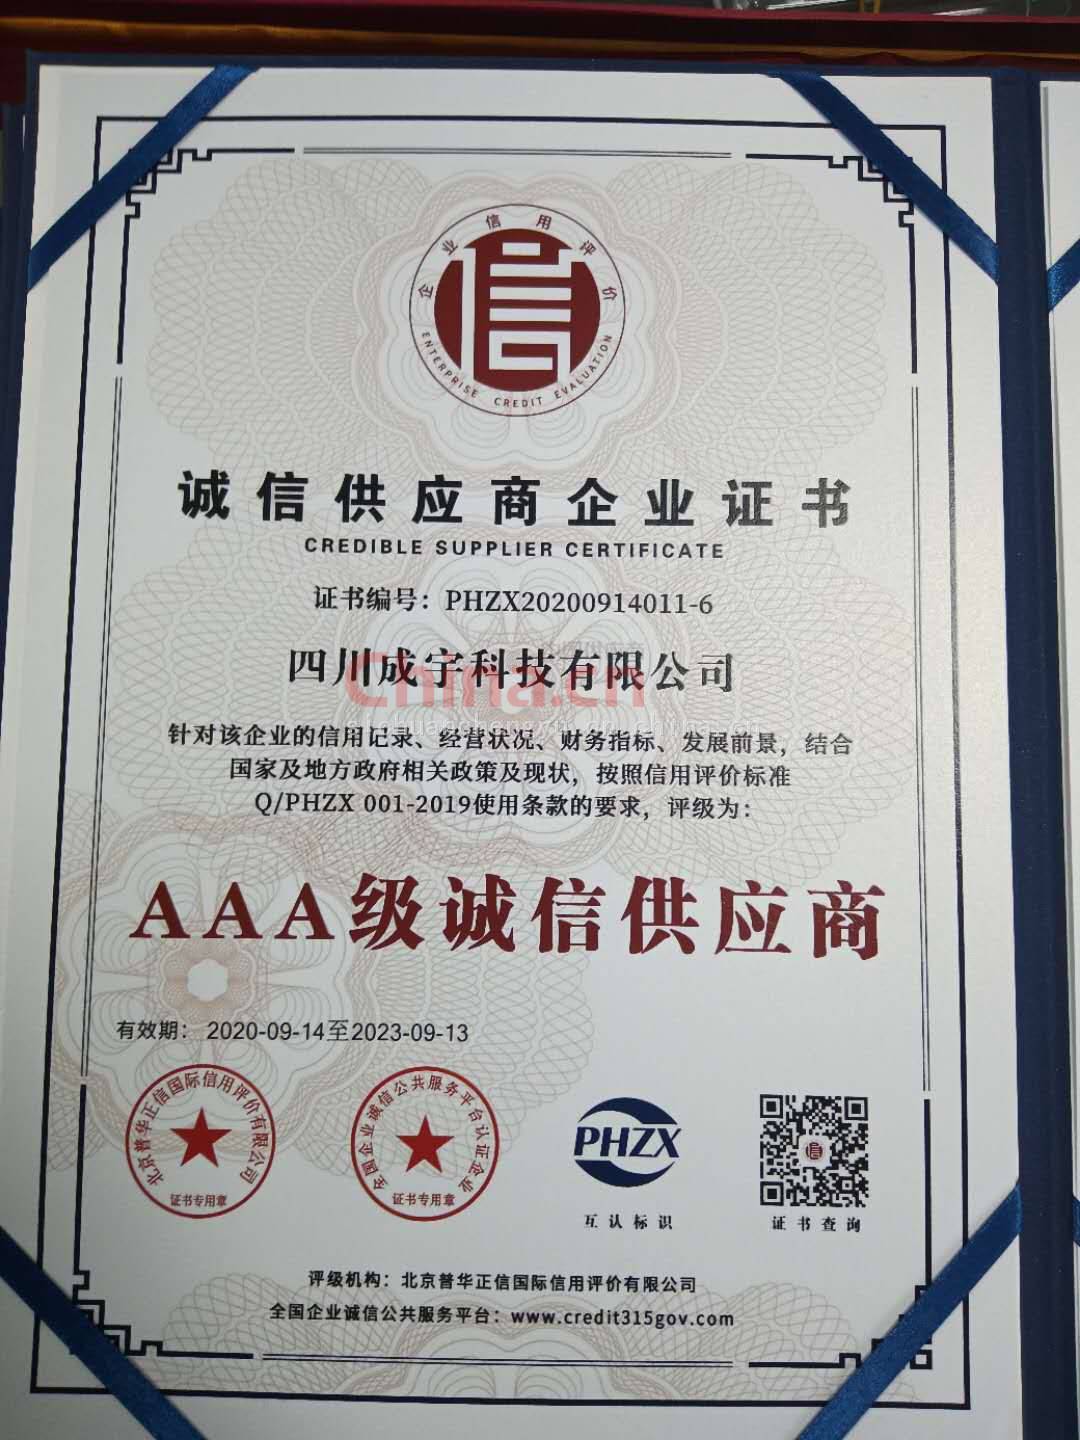 企业信用评价
ENTERPRISE CREDIT EVALUATION
诚信供应商企业证书
CREDIBLE SUPPLIER CERTIFICATE
证书编号：PHZX20200914011-6
四川成宇科技有限公司
China.cn
针对该企业的信用记录、经营状况、财务指标、发展前景，结合
国家及地方政府相关政策及现状，按照信用评价标准
Q/PHZX 001-2019使用条款的要求，评级为：
AAA级诚信供应商
有效期： 2020-09-14至2023-09-13
北京普华正信国际信用评价有限公司
证书专用章
全国企业诚信公共服务平台认证企业
证书专用章
PHZX
互认标识
信
证书查询
评级机构：北京普华正信国际信用评价有限公司
全国企业诚信公共服务平台：www.credit315gov.com